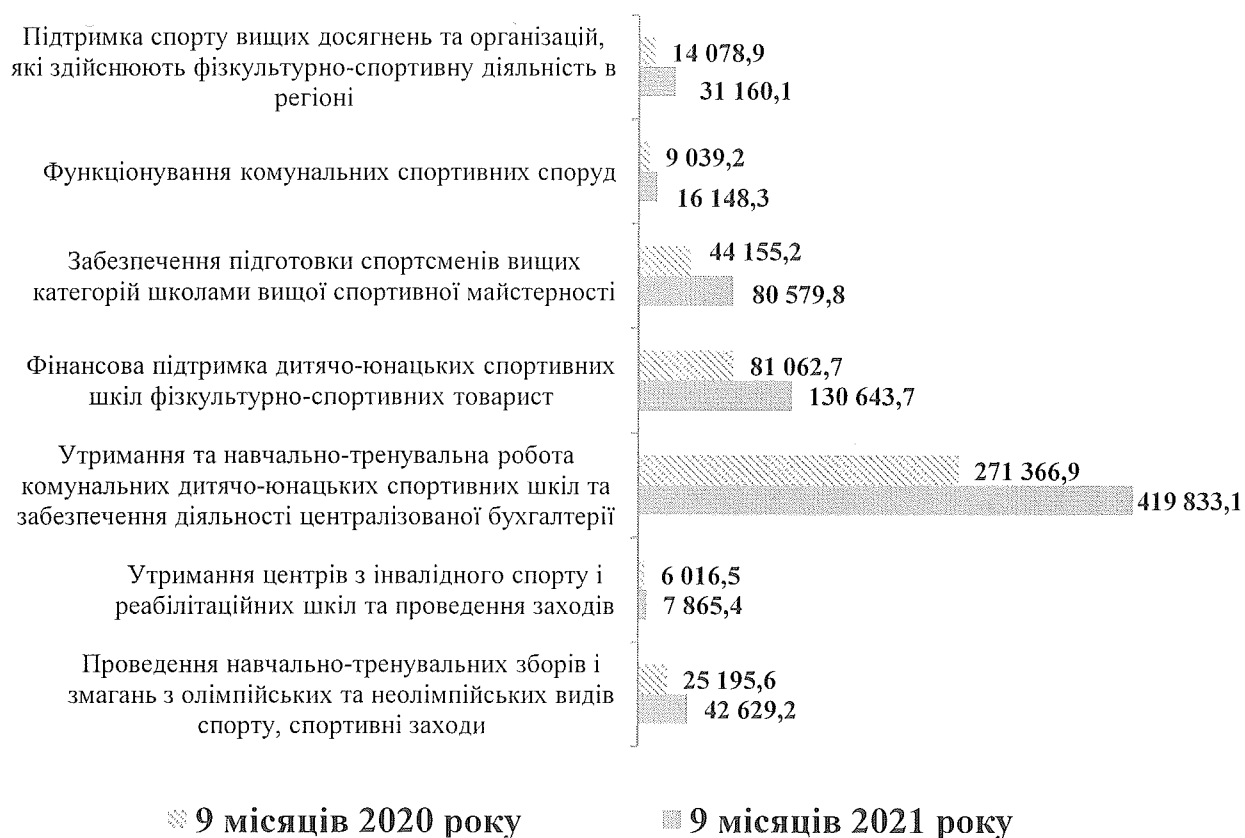 Підтримка спорту вищих досягнень та організацій,
які здійснюють фізкультурно-спортивну діяльність в
регіоні
14 078,9
31 160,1
Функціонування комунальних спортивних споруд
9 039,2
16 148,3
Забезпечення підготовки спортсменів вищих
категорій школами вищої спортивної майстерності
44 155,2
80 579,8
Фінансова підтримка дитячо-юнацьких спортивних
шкіл фізкультурно-спортивних товарист
81 062,7
130 643,7
Утримання та навчально-тренувальна робота
комунальних дитячо-юнацьких спортивних шкіл та
забезпечення діяльності централізованої бухгалтерії
271 366,9
419 833,1
Утримання центрів з інвалідного спорту і
реабілітаційних шкіл та проведення заходів
6 016,5
7 865,4
Проведення навчально-тренувальних зборів і
змагань з олімпійських та неолімпійських видів
спорту, спортивні заходи
25 195,6
42 629,2
9 місяців 2020 року
9 місяців 2021 року